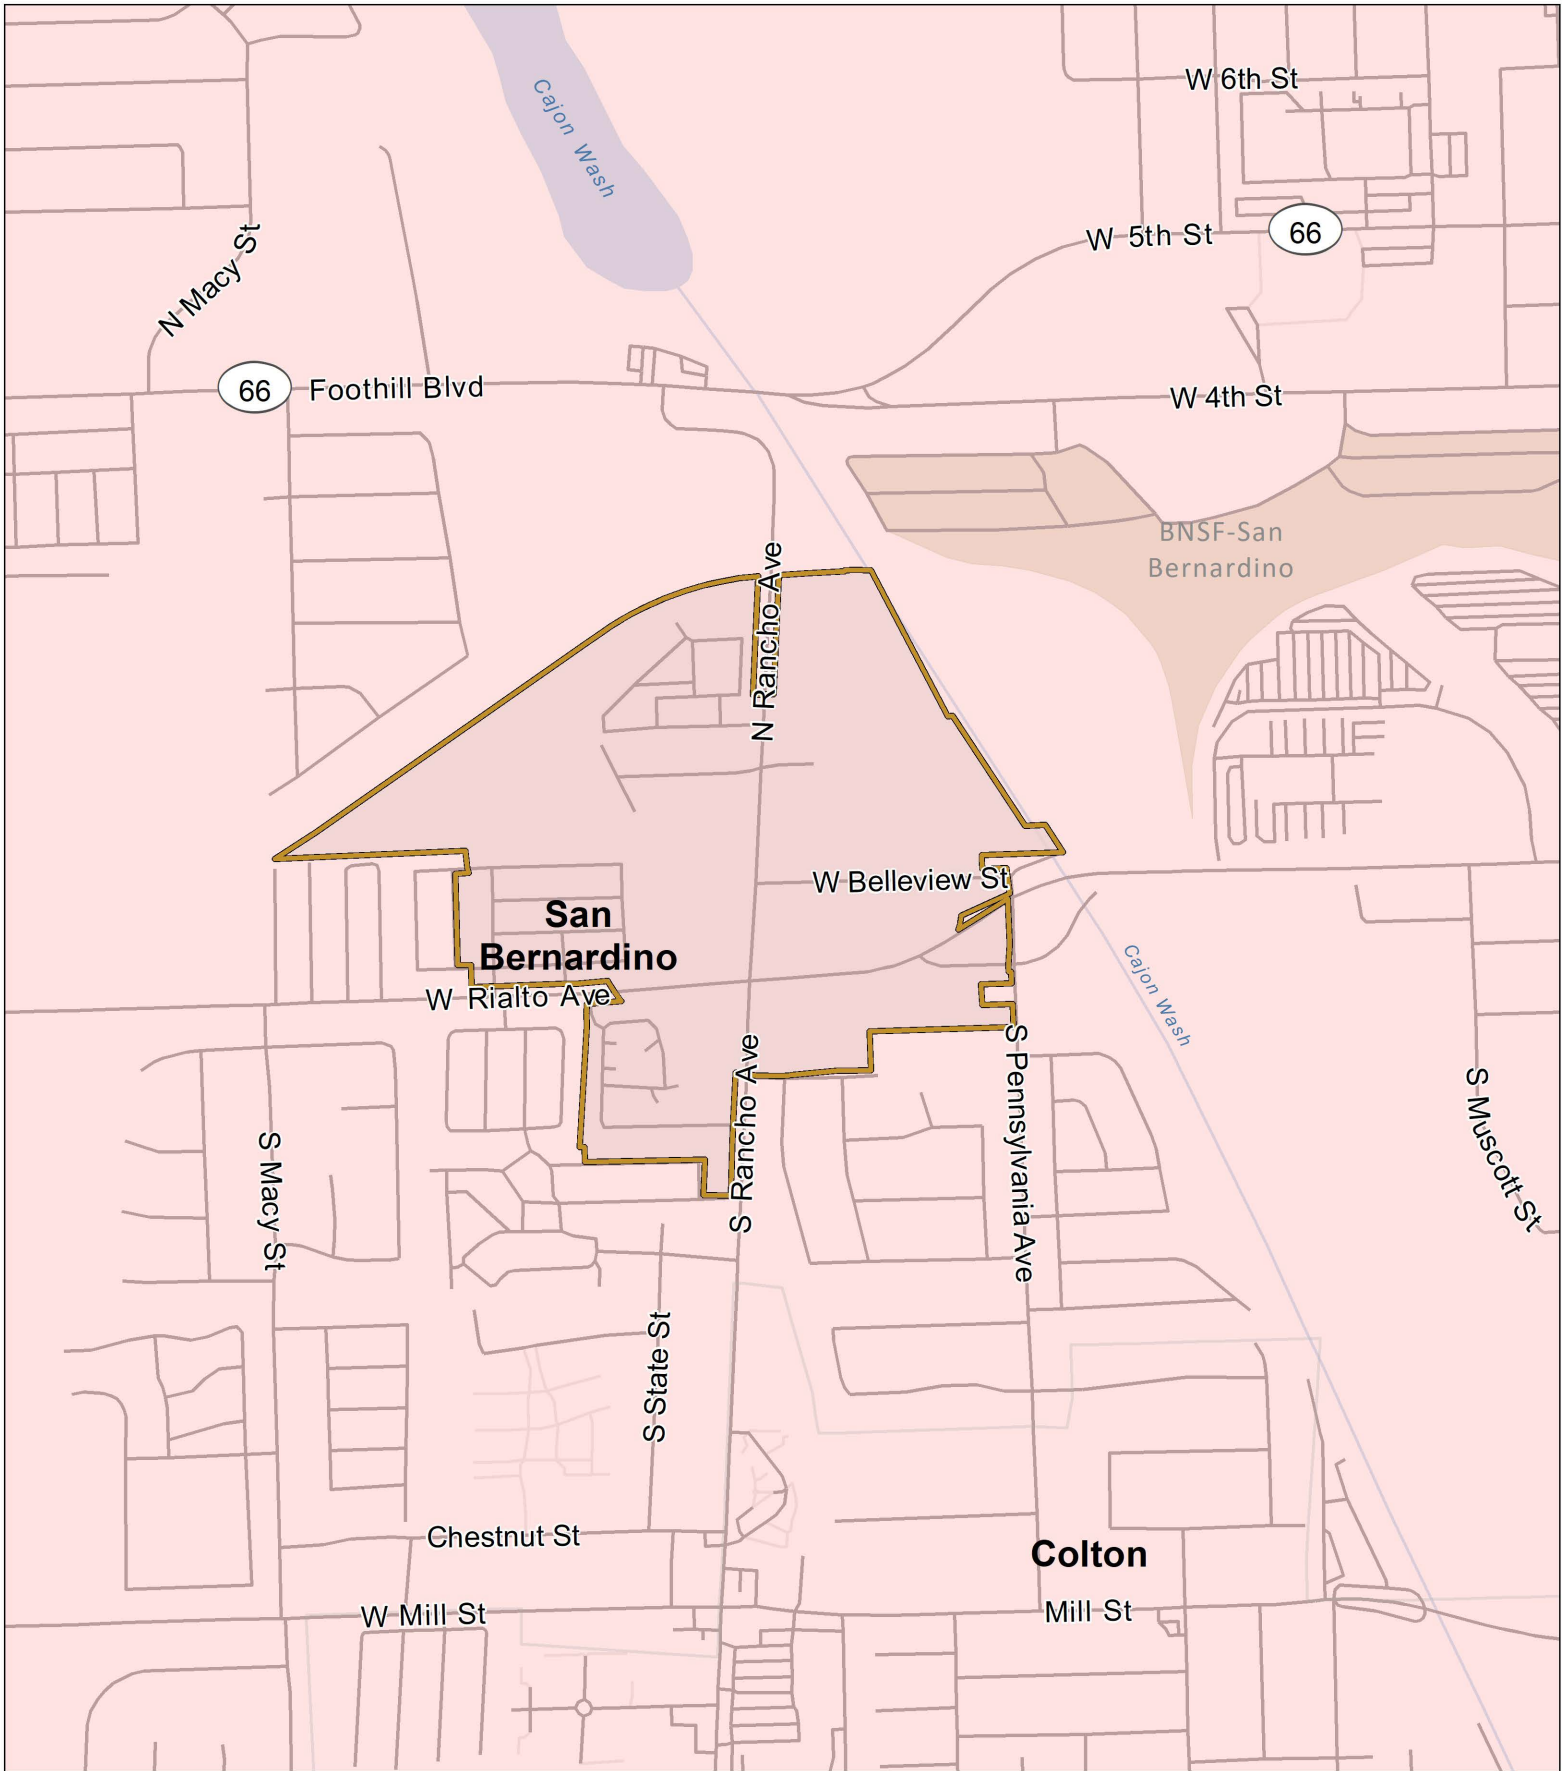 Cajon Wash
W 6th St
W 5th St
66
N Macy St
66
Foothill Blvd
W 4th St
BNSF-San
Bernardino
N Rancho Ave
W Belleview St
San
Bernardino
W Rialto Ave
Cajon Wash
S Rancho Ave
S Pennsylvania Ave
S Muscott St
S Macy St
S State St
Chestnut St
Colton
W Mill St
Mill St